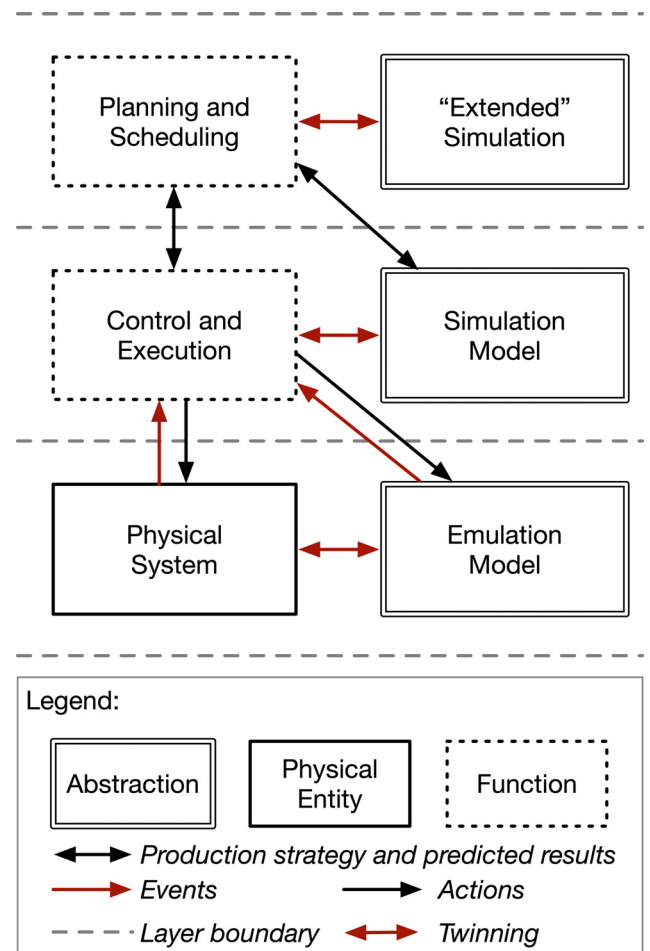 Planning and
Scheduling
“Extended”
Simulation
Control and
Execution
Simulation
Model
Physical
System
Emulation
Model
Legend:
Abstraction
Physical
Entity
Function
Production strategy and predicted results
Events
Actions
Layer boundary
Twinning